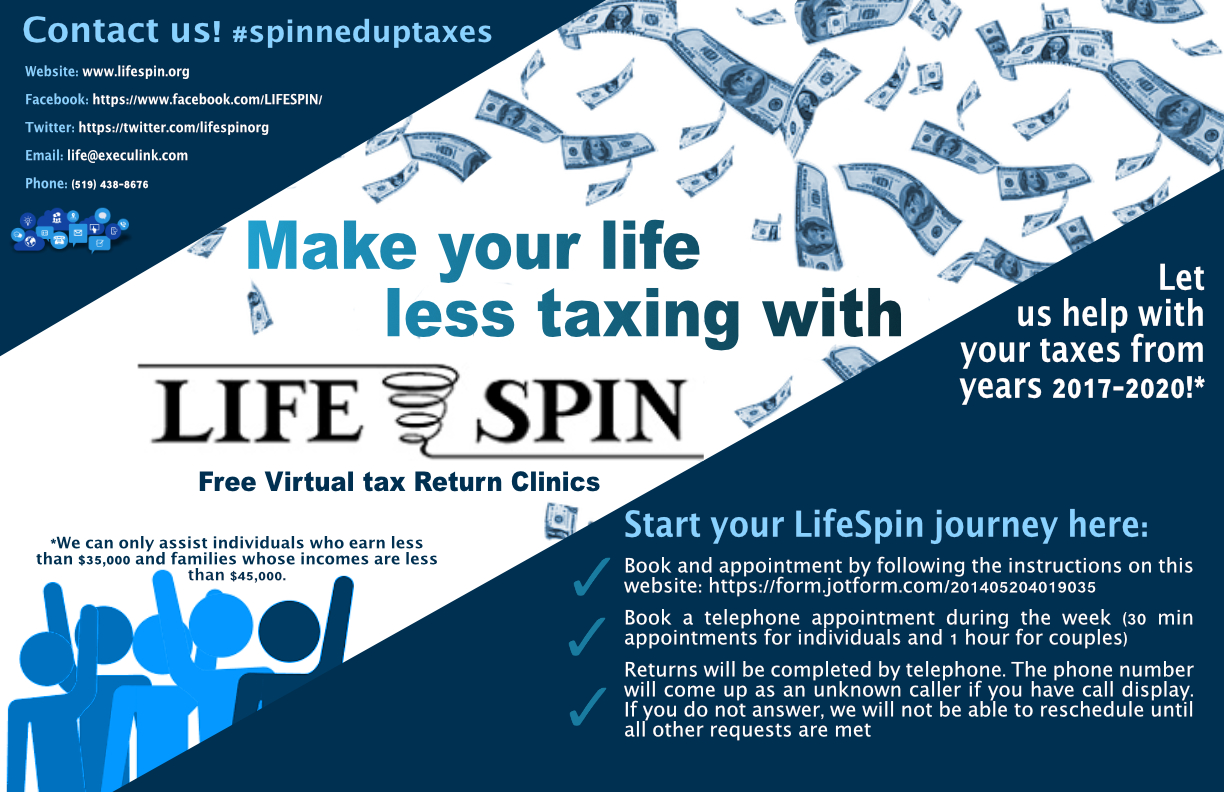 Contact us! #spinneduptaxes
Website: www.lifespin.org
Facebook: https://www.facebook.com/LIFESPIN/
Twitter: https://twitter.com/lifespinorg
Email: life@execulink.com
Phone: (519) 438-8676
Make your life
less taxing with
LIFE SPIN
Free Virtual tax Return Clinics
Let
us help with
your taxes from
years 2017-2020!*
*We can only assist individuals who earn less
than $35,000 and families whose incomes are less
than $45,000.
Start your LifeSpin journey here:
Book and appointment by following the instructions on this
website: https://form.jotform.com/201405204019035
Book a telephone appointment during the week (30 min
appointments for individuals and 1 hour for couples)
Returns will be completed by telephone. The phone number
will come up as an unknown caller if you have call display.
If you do not answer, we will not be able to reschedule until
all other requests are met